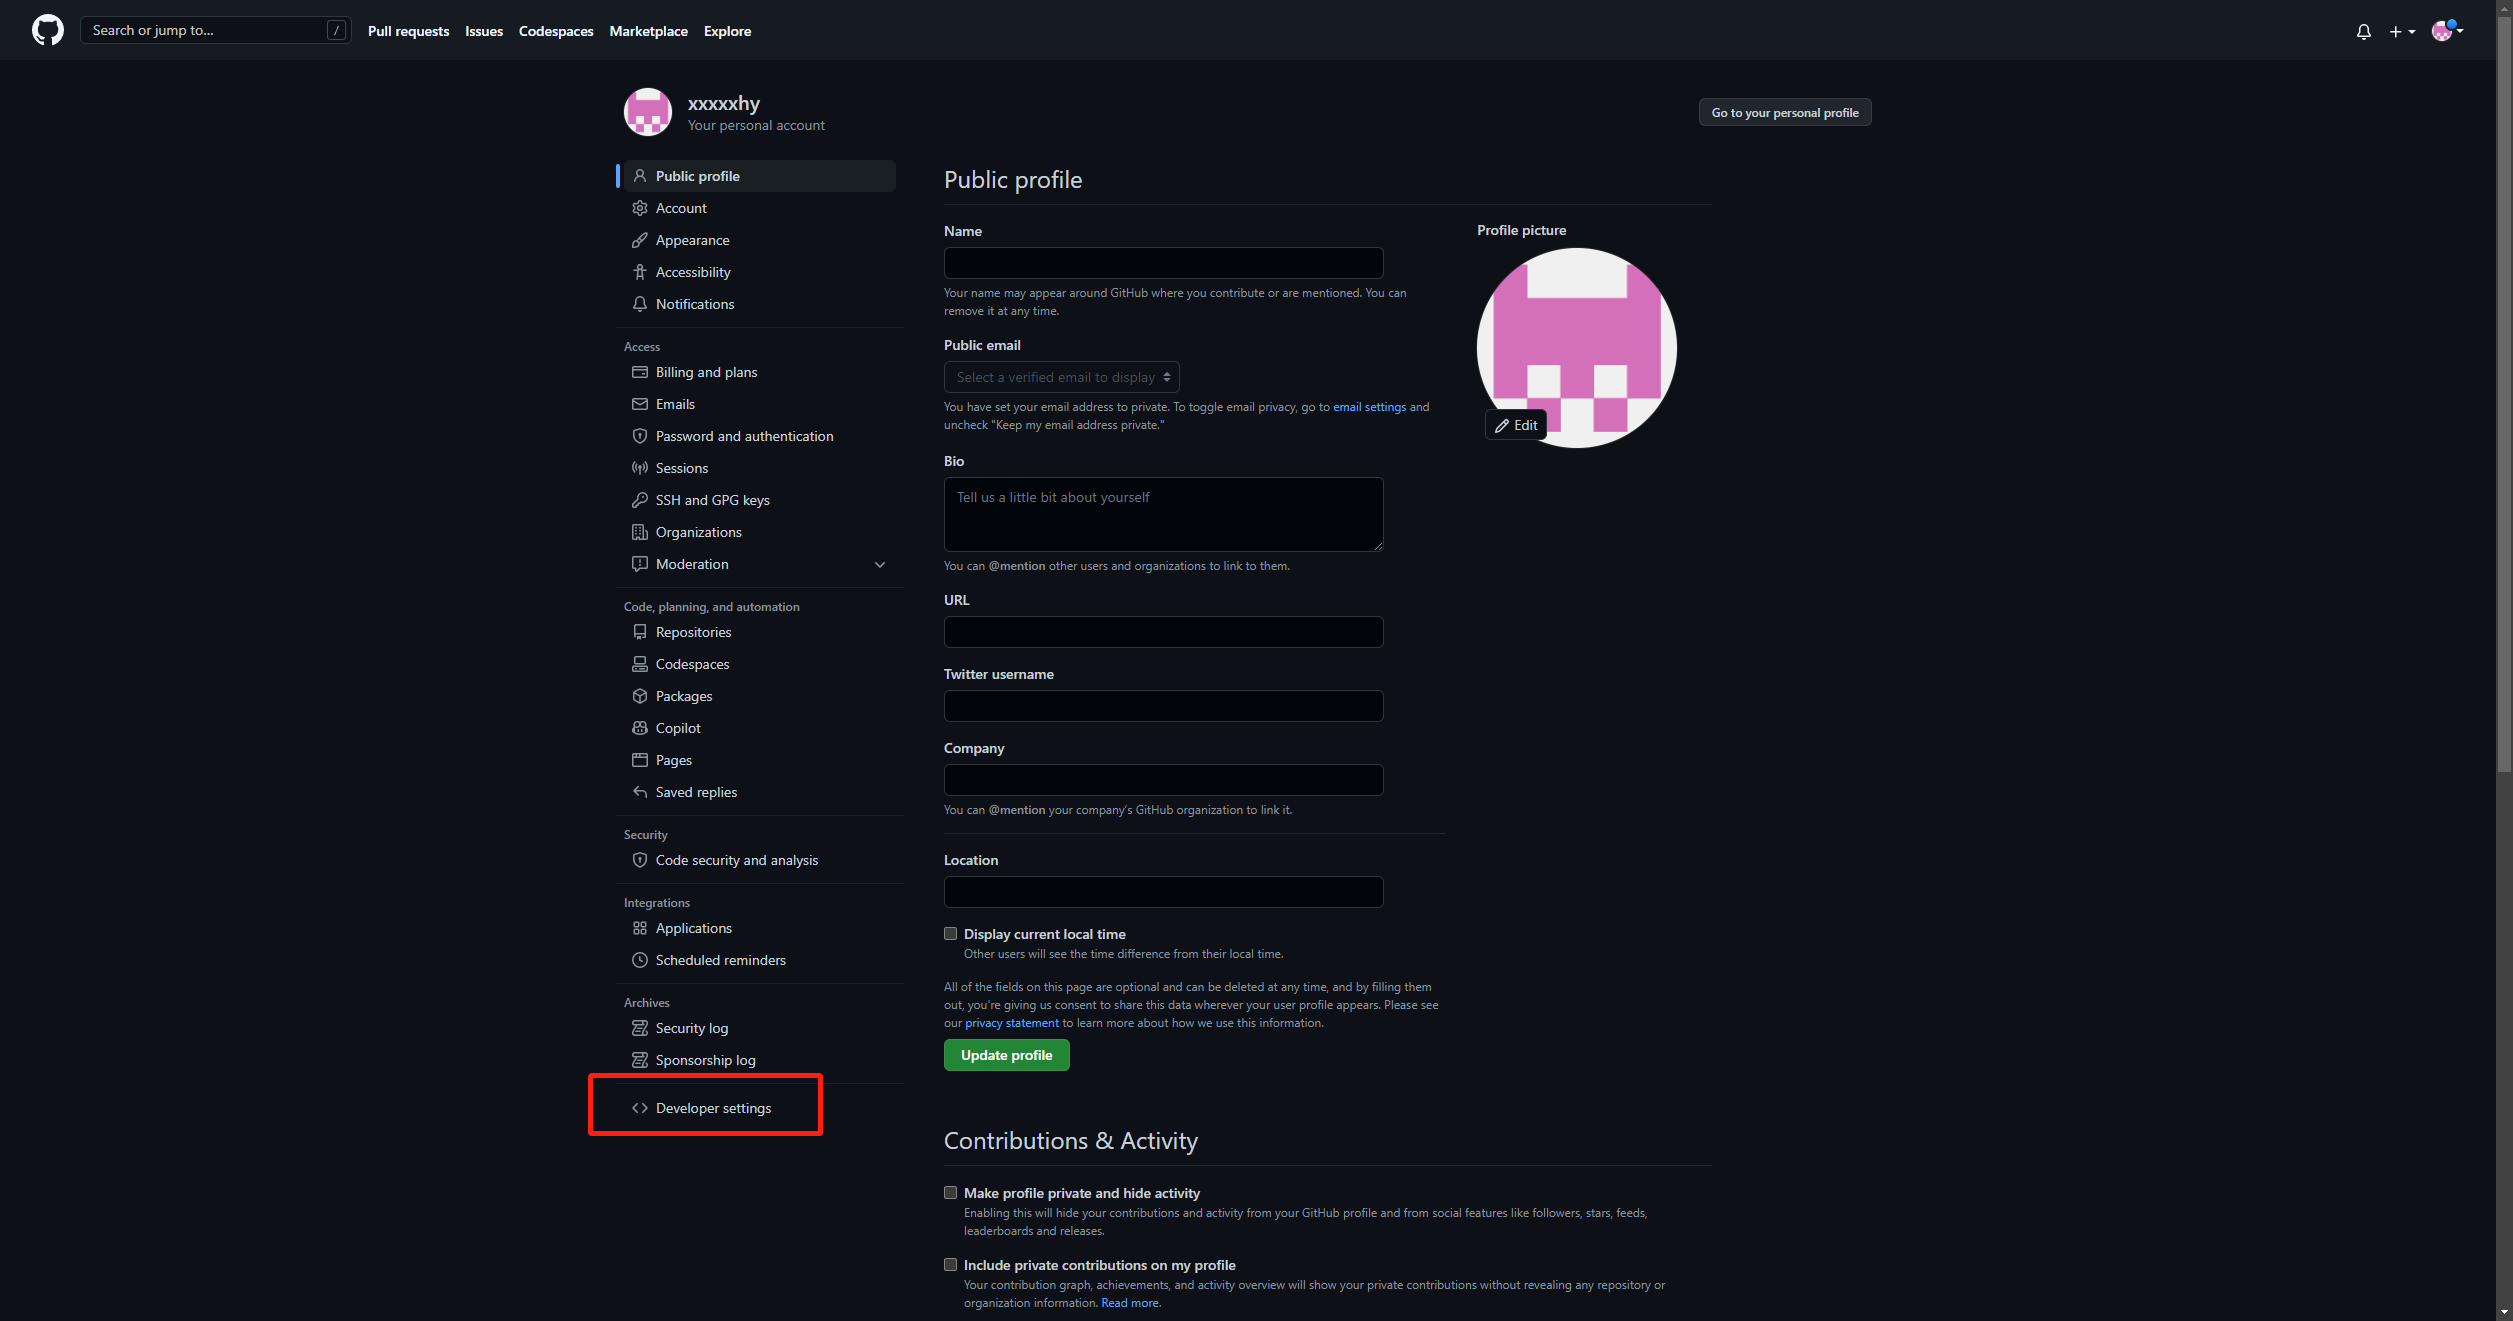 Search or jump to...
/
Pull requests
Issues
Codespaces
Marketplace
Explore
xxxxxhy
Your personal account
Go to your personal profile
Public profile
Account
Appearance
Accessibility
Notifications
Access
Billing and plans
Emails
Password and authentication
Sessions
SSH and GPG keys
Organizations
Moderation
Code, planning, and automation
Repositories
Codespaces
Packages
Copilot
Pages
Saved replies
Security
Code security and analysis
Integrations
Applications
Scheduled reminders
Archives
Security log
Sponsorship log
Developer settings
Public profile
Name
Your name may appear around GitHub where you contribute or are mentioned. You can
remove it at any time.
Public email
Select a verified email to display
You have set your email address to private. To toggle email privacy, go to email settings and
uncheck "Keep my email address private."
Bio
Tell us a little bit about yourself
You can @mention other users and organizations to link to them.
URL
Twitter username
Company
You can @mention your company's GitHub organization to link it.
Location
Display current local time
Other users will see the time difference from their local time.
All of the fields on this page are optional and can be deleted at any time, and by filling them
out, you're giving us consent to share this data wherever your user profile appears. Please see
our privacy statement to learn more about how we use this information.
Update profile
Profile picture
Edit
Contributions & Activity
Make profile private and hide activity
Enabling this will hide your contributions and activity from your GitHub profile and from social features like followers, stars, feeds,
leaderboards and releases.
Include private contributions on my profile
Your contribution graph, achievements, and activity overview will show your private contributions without revealing any repository or
organization information. Read more.